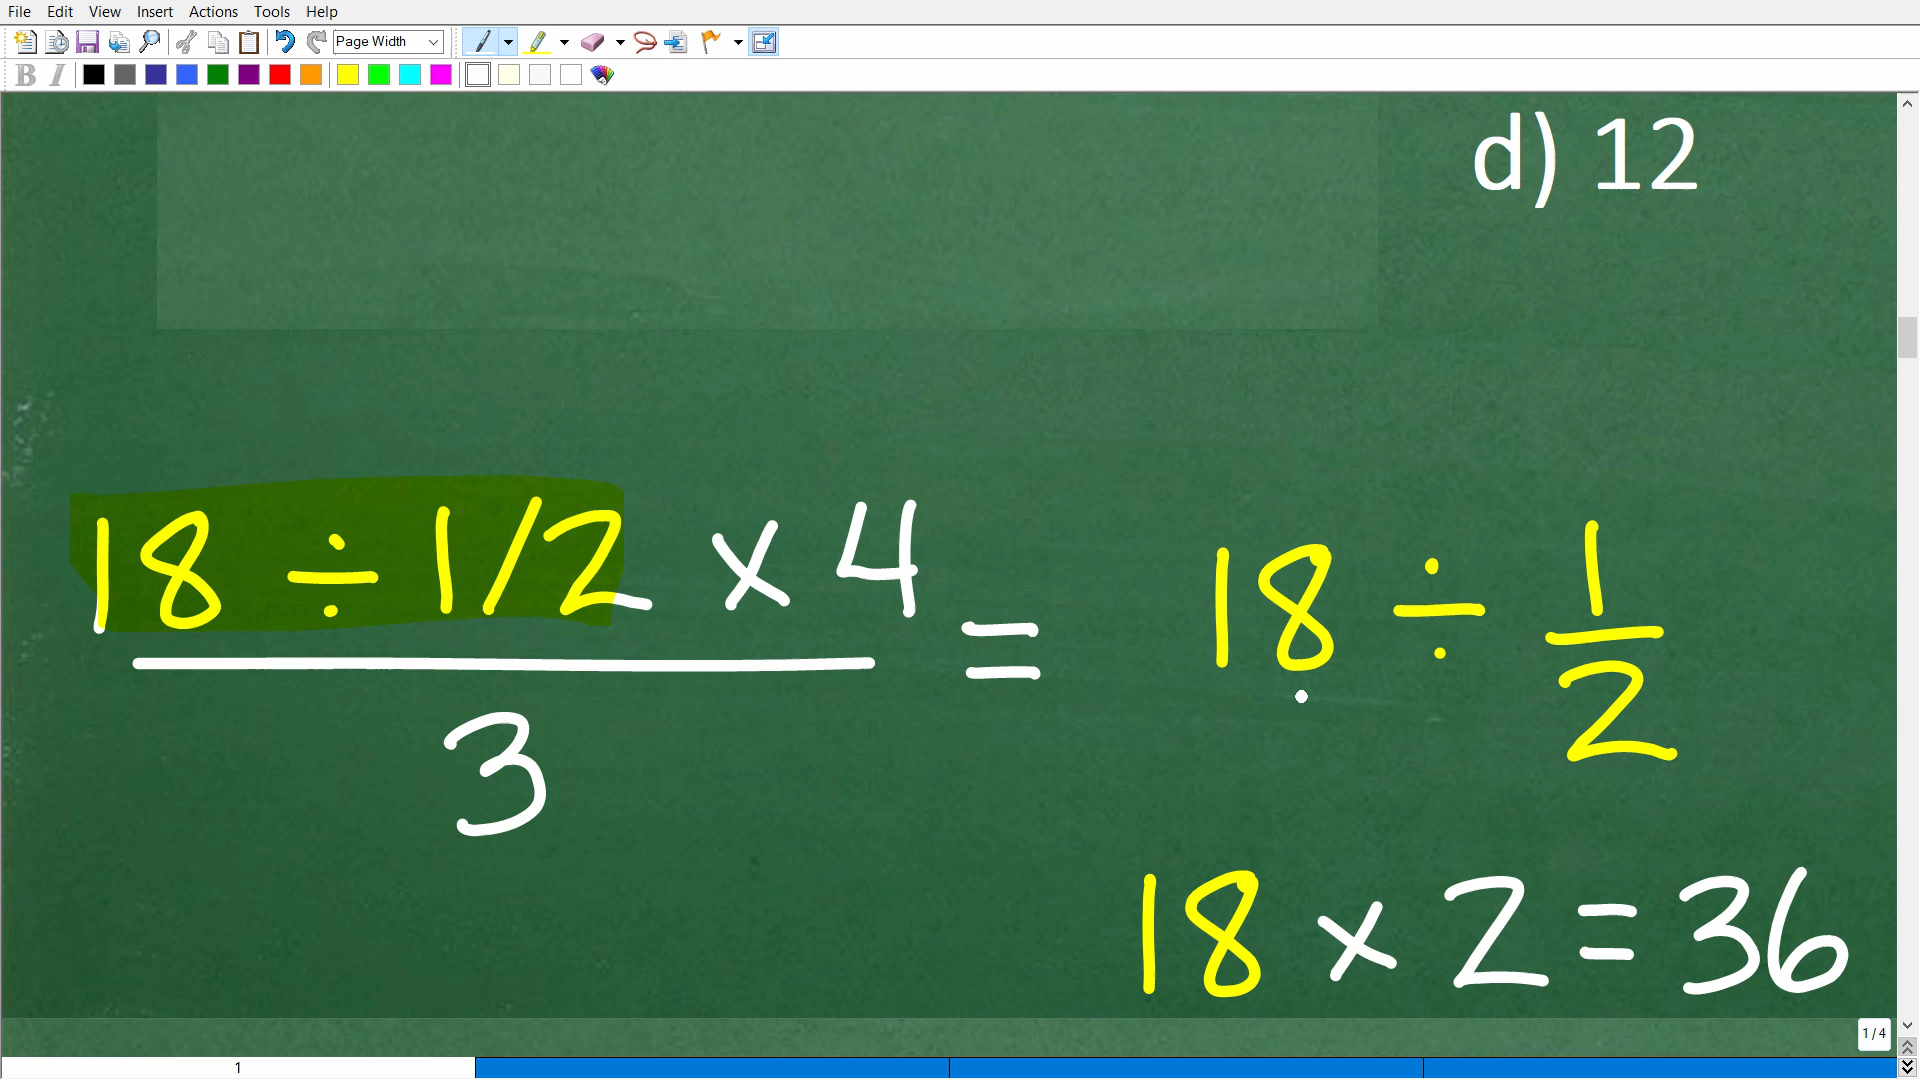 File Edit View Insert Actions Tools Help
Page Width
B I
d) 12
18 ÷ 1/2 x 4
3
=
18 ÷ 1
2
18 x 2 = 36
1 / 4
1